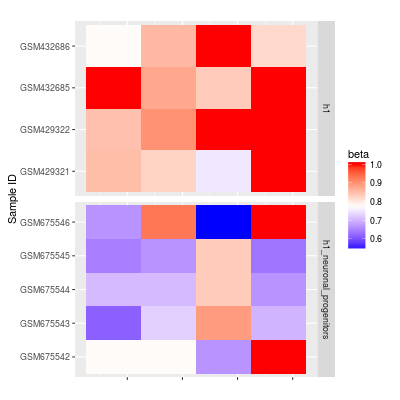 Sample ID
GSM432686
GSM432685
GSM429322
GSM429321
h1
GSM675546
GSM675545
GSM675544
GSM675543
GSM675542
h1_neuronal_progenitors
beta
1.0
0.9
0.8
0.7
0.6